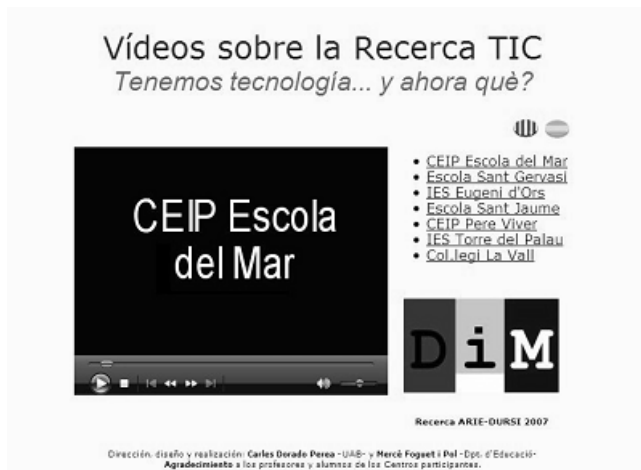 Vídeos sobre la Recerca TIC
Tenemos tecnología... y ahora què?
CEIP Escola
del Mar
CEIP Escola del Mar
Escola Sant Gervasi
IES Eugeni d'Ors
Escola Sant Jaume
CEIP Pere Viver
IES Torre del Palau
Col.legi La Vall
DiM
Recerca ARIE-DURSI 2007
Dirección, diseño y realización: Carles Dorado Perea -UAB- y Mercè Foguet i Pol -Dpt. d'Educació-
Agradecimiento a los profesores y alumnos de los Centros participantes.